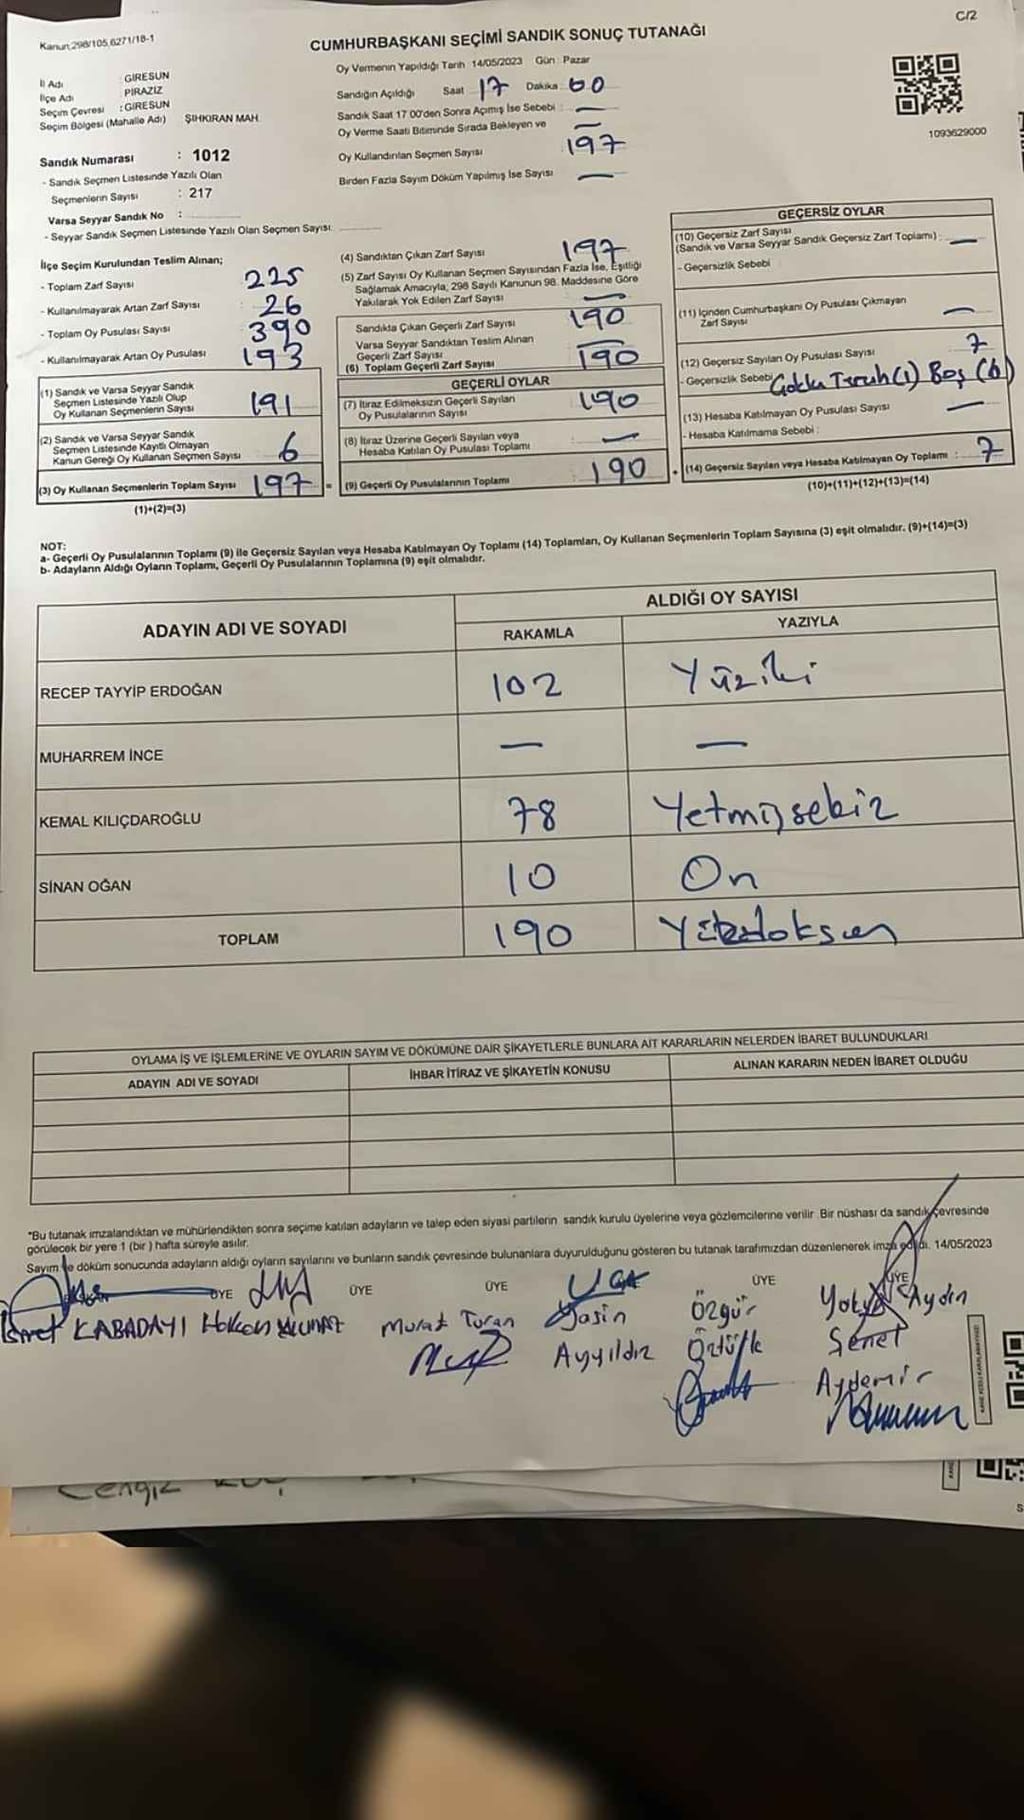 C/2
Kanun:298/105,6271/18-1
CUMHURBAŞKANI SEÇİMİ SANDIK SONUÇ TUTANAĞI
İl Adı : GİRESUN
İlçe Adı PİRAZİZ
Seçim Çevresi : GİRESUN
Seçim Bölgesi (Mahalle Adı) ŞIHKIRAN MAH.
Sandık Numarası : 1012
- Sandık Seçmen Listesinde Yazılı Olan
Seçmenlerin Sayısı : 217
Varsa Seyyar Sandık No :
- Seyyar Sandık Seçmen Listesinde Yazılı Olan Seçmen Sayısı:
Oy Vermenin Yapıldığı Tarih 14/05/2023 Gün : Pazar
Sandığın Açıldığı Saat 17 Dakika 00
Sandık Saat 17 00'den Sonra Açımış İse Sebebi : —
Oy Verme Saati Bitiminde Sırada Bekleyen ve —
Oy Kullandırılan Seçmen Sayısı 197
Birden Fazla Sayım Döküm Yapılmış İse Sayısı —
1093629000
İlçe Seçim Kurulundan Teslim Alınan;
- Toplam Zarf Sayısı : 225
- Kullanılmayarak Artan Zarf Sayısı : 26
- Toplam Oy Pusulası Sayısı : 390
- Kullanılmayarak Artan Oy Pusulası : 193
(1) Sandık ve Varsa Seyyar Sandık
Seçmen Listesinde Yazılı Olup
Oy Kullanan Seçmenlerin Sayısı 191
(2) Sandık ve Varsa Seyyar Sandık
Seçmen Listesinde Kayıtlı Olmayan
Kanun Gereği Oy Kullanan Seçmen Sayısı 6
(3) Oy Kullanan Seçmenlerin Toplam Sayısı 197 =
(1)+(2)=(3)
(4) Sandıktan Çıkan Zarf Sayısı 197
(5) Zarf Sayısı Oy Kullanan Seçmen Sayısından Fazla İse, Eşitliği
Sağlamak Amacıyla, 298 Sayılı Kanunun 98. Maddesine Göre
Yakılarak Yok Edilen Zarf Sayısı —
Sandıkta Çıkan Geçerli Zarf Sayısı : 190
Varsa Seyyar Sandıktan Teslim Alınan
Geçerli Zarf Sayısı —
(6) Toplam Geçerli Zarf Sayısı : 190
GEÇERLİ OYLAR
(7) İtiraz Edilmeksizin Geçerli Sayılan
Oy Pusulalarının Sayısı : 190
(8) İtiraz Üzerine Geçerli Sayılan veya
Hesaba Katılan Oy Pusulası Toplamı : —
(9) Geçerli Oy Pusulalarının Toplamı : 190 +
GEÇERSİZ OYLAR
(10) Geçersiz Zarf Sayısı
(Sandık ve Varsa Seyyar Sandık Geçersiz Zarf Toplamı) : —
- Geçersizlik Sebebi
(11) İçinden Cumhurbaşkanı Oy Pusulası Çıkmayan
Zarf Sayısı —
(12) Geçersiz Sayılan Oy Pusulası Sayısı 7
- Geçersizlik Sebebi (1) Boş (6)
(13) Hesaba Katılmayan Oy Pusulası Sayısı —
- Hesaba Katılmama Sebebi :
(14) Geçersiz Sayılan veya Hesaba Katılmayan Oy Toplamı : 7
(10)+(11)+(12)+(13)=(14)
NOT:
a- Geçerli Oy Pusulalarının Toplamı (9) ile Geçersiz Sayılan veya Hesaba Katılmayan Oy Toplamı (14) Toplamları, Oy Kullanan Seçmenlerin Toplam Sayısına (3) eşit olmalıdır. (9)+(14)=(3)
b- Adayların Aldığı Oyların Toplamı, Geçerli Oy Pusulalarının Toplamına (9) eşit olmalıdır.
ADAYIN ADI VE SOYADI
ALDIĞI OY SAYISI
RAKAMLA YAZIYLA
RECEP TAYYİP ERDOĞAN 102 Yüziki
MUHARREM İNCE — —
KEMAL KILIÇDAROĞLU 78 Yetmişsekiz
SİNAN OĞAN 10 On
TOPLAM 190 Yüzdoksan
OYLAMA İŞ VE İŞLEMLERİNE VE OYLARIN SAYIM VE DÖKÜMÜNE DAİR ŞİKAYETLERLE BUNLARA AİT KARARLARIN NELERDEN İBARET BULUNDUKLARI
ADAYIN ADI VE SOYADI İHBAR İTİRAZ VE ŞİKAYETİN KONUSU ALINAN KARARIN NEDEN İBARET OLDUĞU
*Bu tutanak imzalandıktan ve mühürlendikten sonra seçime katılan adayların ve talep eden siyasi partilerin sandık kurulu üyelerine veya gözlemcilerine verilir Bir nüshası da sandık çevresinde
görülecek bir yere 1 (bir ) hafta süreyle asılır.
Sayım ve döküm sonucunda adayların aldığı oyların sayılarını ve bunların sandık çevresinde bulunanlara duyurulduğunu gösteren bu tutanak tarafımızdan düzenlenerek imza edildi. 14/05/2023
ÜYE ÜYE ÜYE ÜYE ÜYE
KABADAYI Hakan YILMAZ Murat Turan Yasin Özgür Aydın
Ayyıldız Öztürk Senet
Aydemir
Cengiz